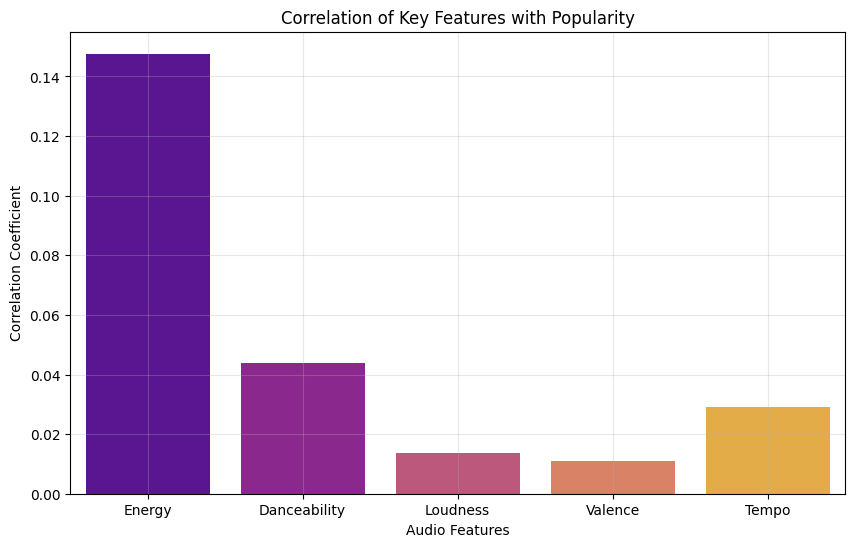 Correlation of Key Features with Popularity
0.14
0.12
0.10
0.08
0.06
0.04
0.02
0.00
Correlation Coefficient
Energy Danceability Loudness Valence Tempo
Audio Features